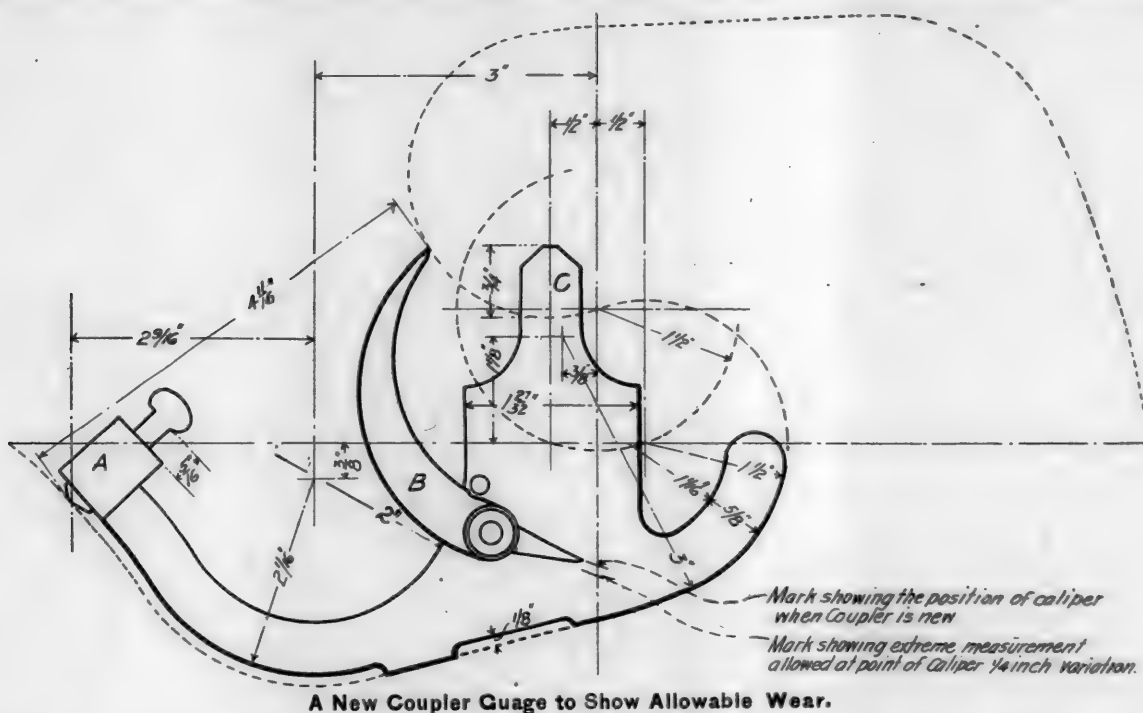 3"
1/2" 1/2"
4 11/16"
3/4"
C
2 9/16"
1 1/8"
1 1/2"
3/8"
1 27/32"
A
5/16"
3/8"
B
2"
1 1/2"
1 1/16"
5/8"
2 1/16"
3"
1/8"
Mark showing the position of caliper
when Coupler is new
Mark showing extreme measurement
allowed at point of Caliper 1/4 inch variation.
A New Coupler Guage to Show Allowable Wear.